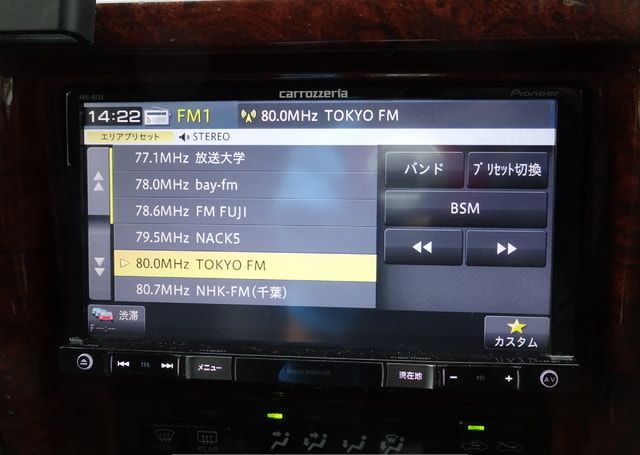 carrozzeria Pioneer
14:22 FM1 80.0MHz TOKYO FM
エリアプリセット STEREO
77.1MHz 放送大学
78.0MHz bay-fm
78.6MHz FM FUJI
79.5MHz NACK5
80.0MHz TOKYO FM
80.7MHz NHK-FM(千葉)
バンド プリセット切換
BSM
渋滞
F--:--
カスタム
TRK メニュー 現在地 − VOL + AV